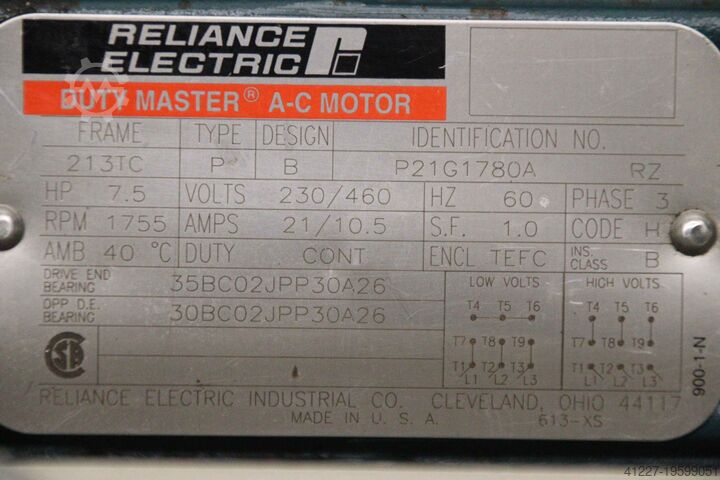 RELIANCE
ELECTRIC
DUTY MASTER® A-C MOTOR
FRAME TYPE DESIGN IDENTIFICATION NO.
213TC P B P21G1780A RZ
HP 7.5 VOLTS 230/460 HZ 60 PHASE 3
RPM 1755 AMPS 21/10.5 S.F. 1.0 CODE H
AMB 40 °C DUTY CONT ENCL TEFC INS. CLASS B
DRIVE END BEARING 35BC02JPP30A26
OPP D.E. BEARING 30BC02JPP30A26
LOW VOLTS HIGH VOLTS
T4 T5 T6 T4 T5 T6
T7 T8 T9 T7 T8 T9
T1 T2 T3 T1 T2 T3
L1 L2 L3 L1 L2 L3
900-1-N
RELIANCE ELECTRIC INDUSTRIAL CO. CLEVELAND, OHIO 44117
MADE IN U. S. A. 613-XS
41227-19599051